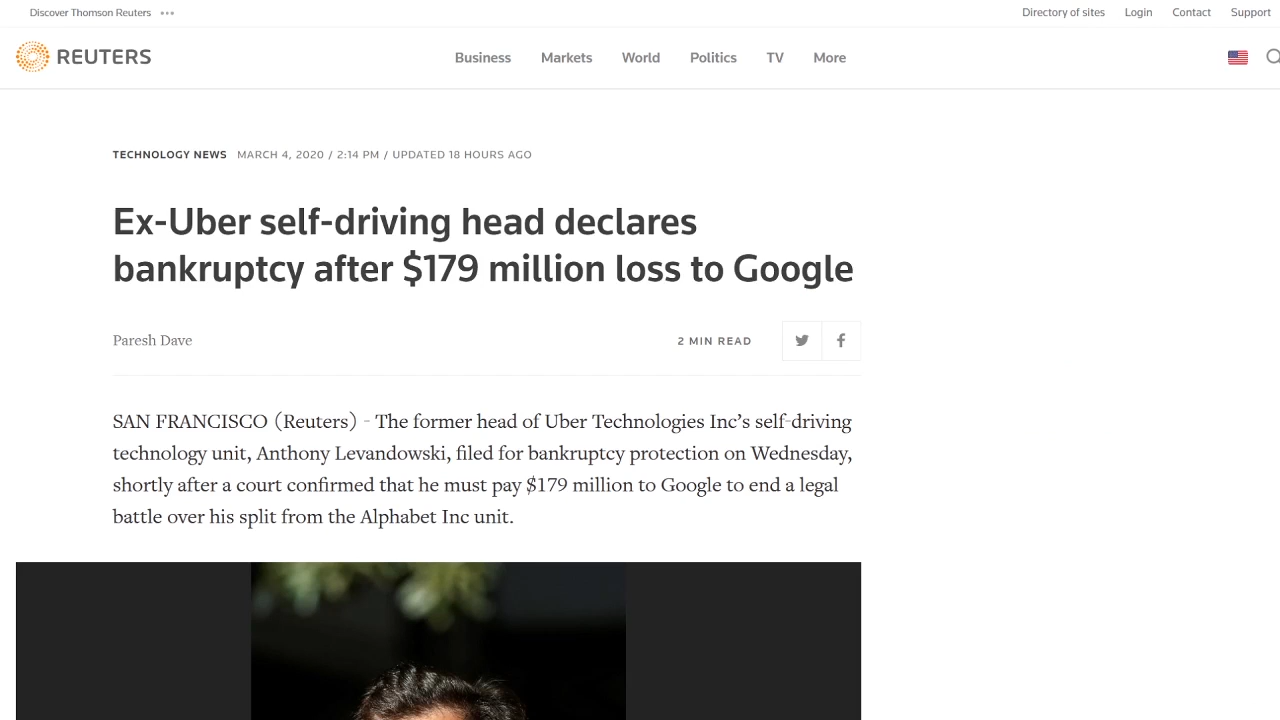 Discover Thomson Reuters •••
Directory of sites Login Contact Support
REUTERS
Business Markets World Politics TV More
TECHNOLOGY NEWS MARCH 4, 2020 / 2:14 PM / UPDATED 18 HOURS AGO
Ex-Uber self-driving head declares
bankruptcy after $179 million loss to Google
Paresh Dave
2 MIN READ
SAN FRANCISCO (Reuters) - The former head of Uber Technologies Inc’s self-driving
technology unit, Anthony Levandowski, filed for bankruptcy protection on Wednesday,
shortly after a court confirmed that he must pay $179 million to Google to end a legal
battle over his split from the Alphabet Inc unit.